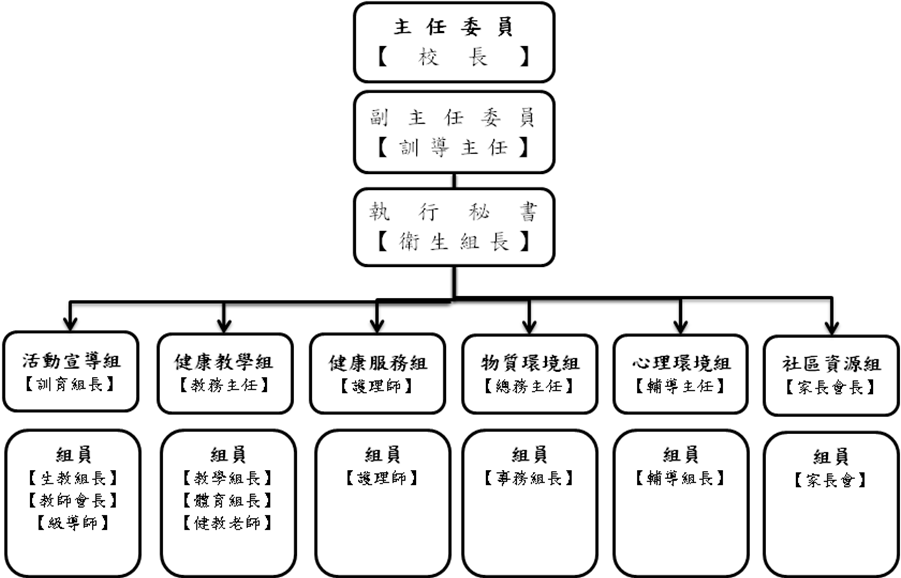 主任委員
【校長】
副主任委員
【訓導主任】
執行秘書
【衛生組長】
活動宣導組
【訓育組長】
健康教學組
【教務主任】
健康服務組
【護理師】
物質環境組
【總務主任】
心理環境組
【輔導主任】
社區資源組
【家長會長】
組員
【生教組長】
【教師會長】
【級導師】
組員
【教學組長】
【體育組長】
【健教老師】
組員
【護理師】
組員
【事務組長】
組員
【輔導組長】
組員
【家長會】